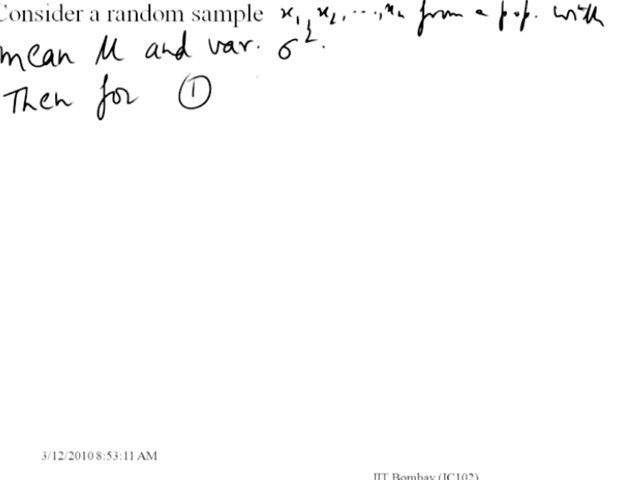 Consider a random sample x₁, x₂, ..., xₙ from a pop. with
mean μ and var. σ².
Then for ①
3/12/2010 8:53:11 AM
IIT Bombay (IC102)